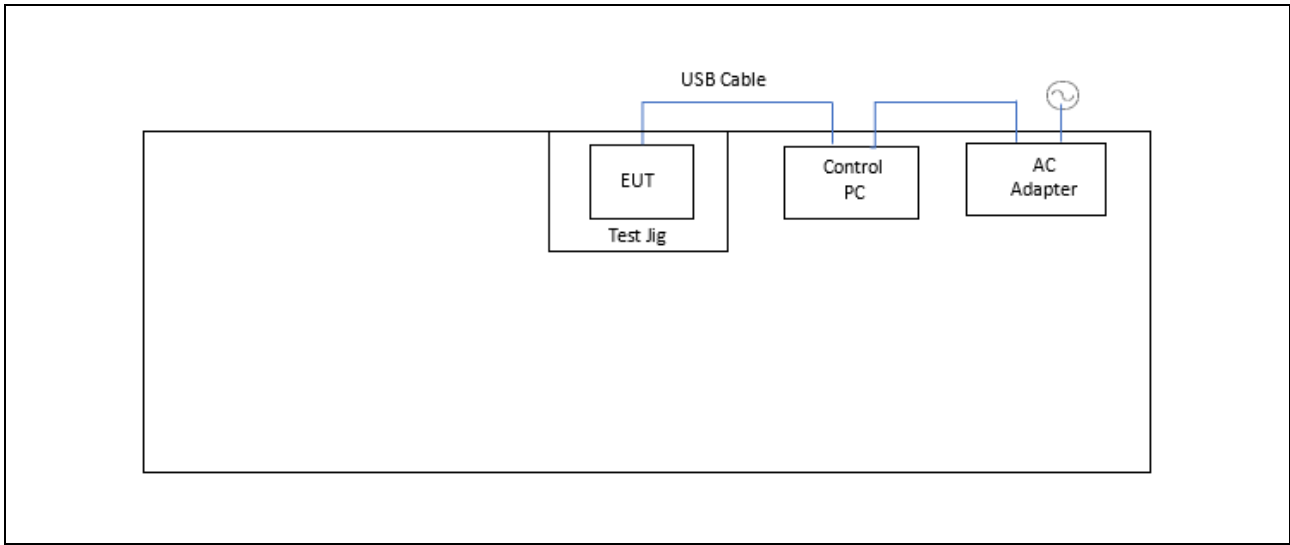 USB Cable
EUT
Test Jig
Control
PC
AC
Adapter